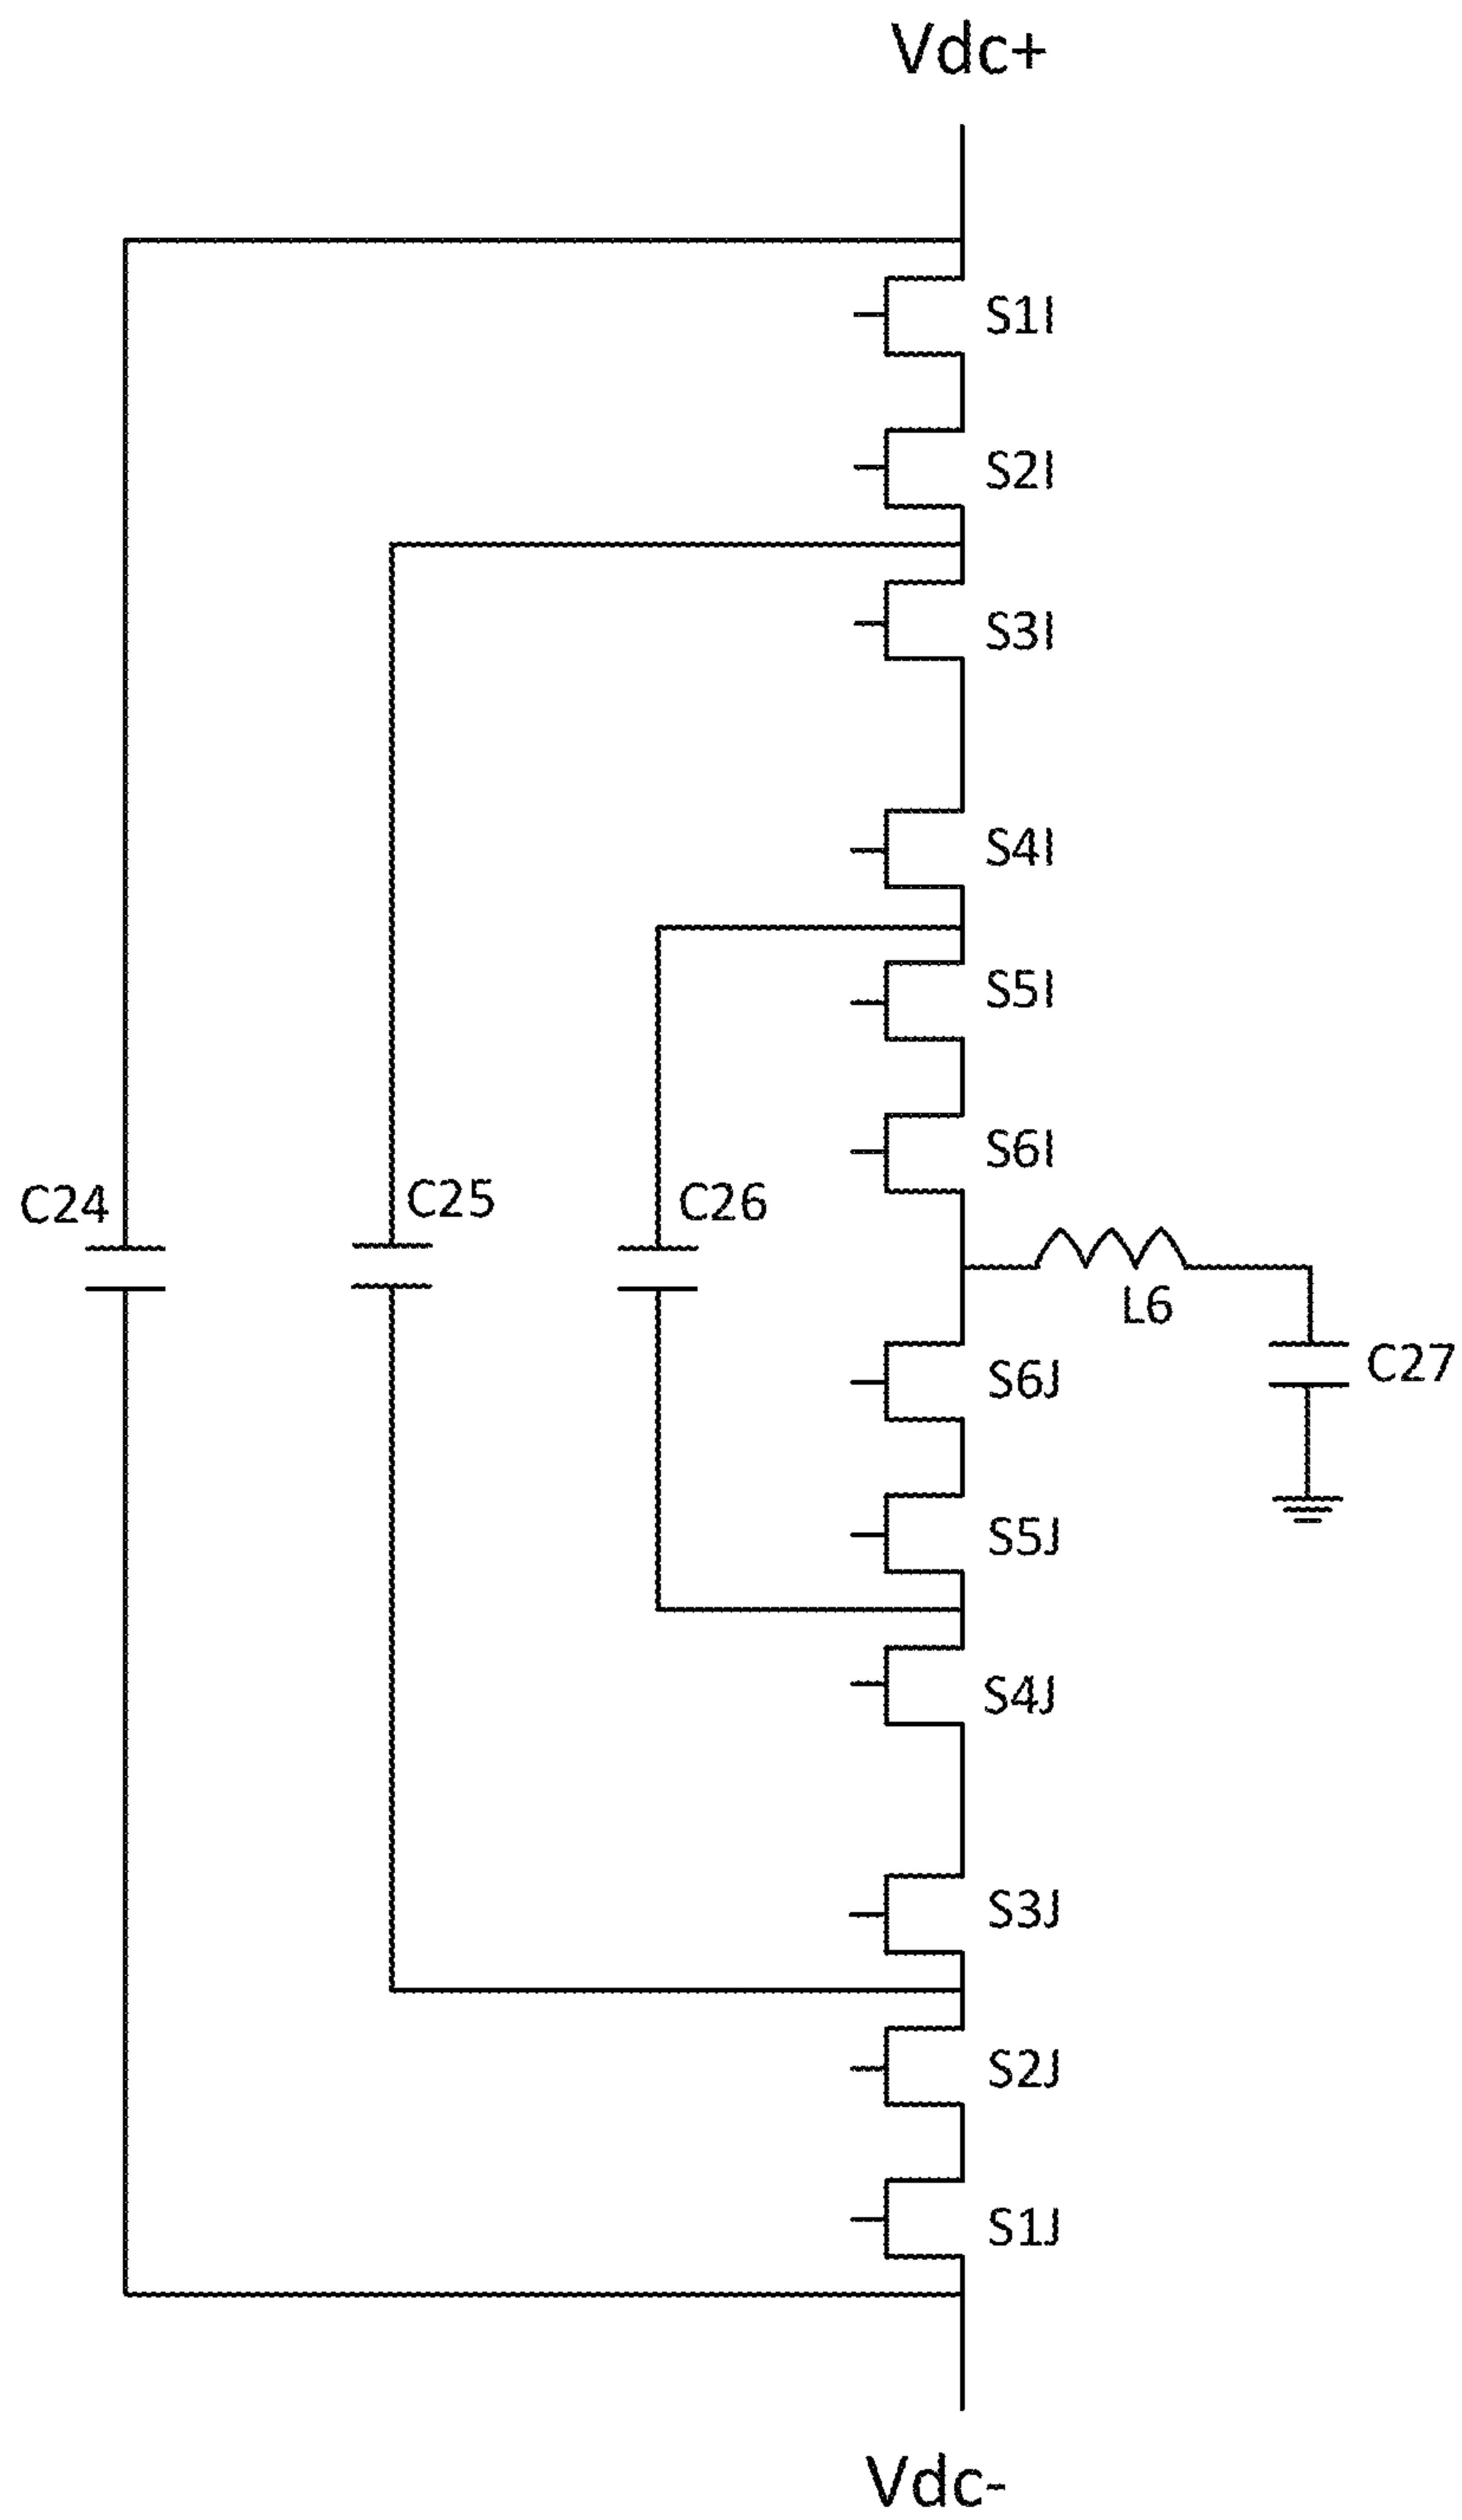 Vdc+
S1I
S2I
S3I
S4I
S5I
S6I
C24
C25
C26
L6
C27
S6J
S5J
S4J
S3J
S2J
S1J
Vdc-